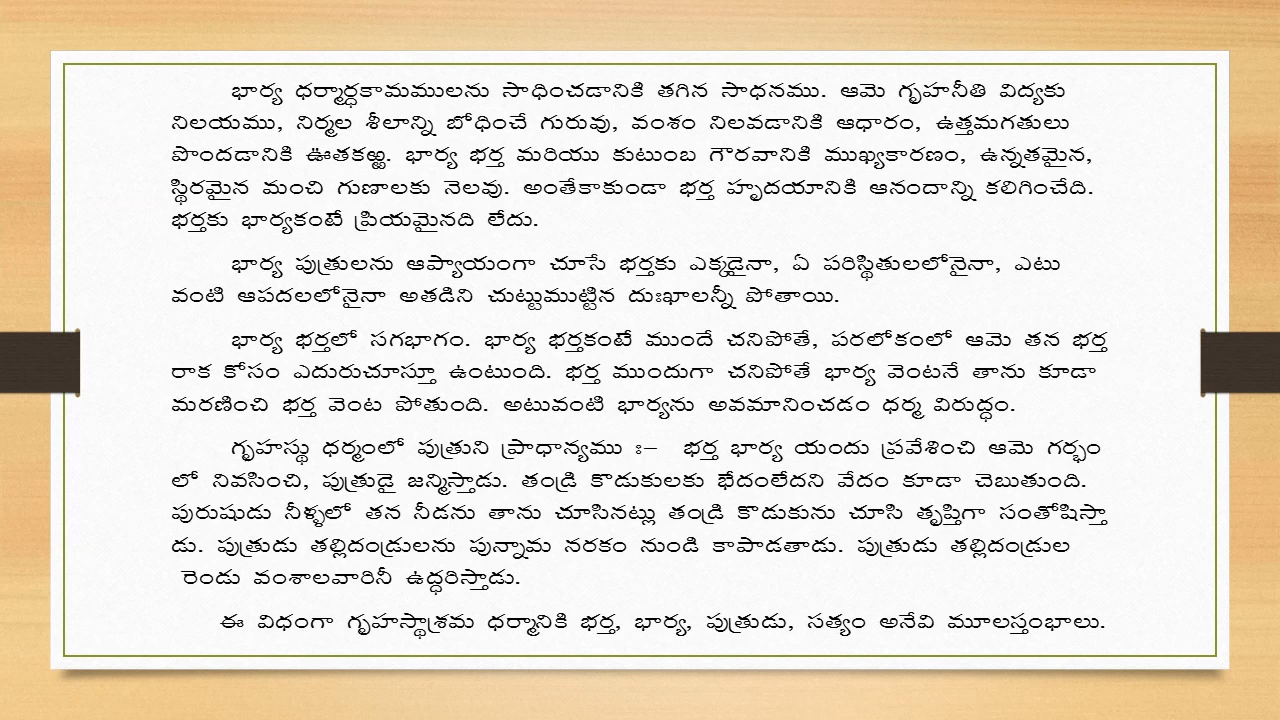 భార్య ధర్మార్ధకామములను సాధించడానికి తగిన సాధనము. ఆమె గృహనీతి విద్యకు
నిలయము, నిర్మల శీలాన్ని బోధించే గురువు, వంశం నిలవడానికి ఆధారం, ఉత్తమగతులు
పొందడానికి ఊతకఱ్ఱ. భార్య భర్త మరియు కుటుంబ గౌరవానికి ముఖ్యకారణం, ఉన్నతమైన,
స్థిరమైన మంచి గుణాలకు నెలవు. అంతేకాకుండా భర్త హృదయానికి ఆనందాన్ని కలిగించేది.
భర్తకు భార్యకంటే ప్రియమైనది లేదు.
భార్య పుత్రులను ఆప్యాయంగా చూసే భర్తకు ఎక్కడైనా, ఏ పరిస్థితులలోనైనా, ఎటు
వంటి ఆపదలలోనైనా అతడిని చుట్టుముట్టిన దుఃఖాలన్నీ పోతాయి.
భార్య భర్తలో సగభాగం. భార్య భర్తకంటే ముందే చనిపోతే, పరలోకంలో ఆమె తన భర్త
రాక కోసం ఎదురుచూస్తూ ఉంటుంది. భర్త ముందుగా చనిపోతే భార్య వెంటనే తాను కూడా
మరణించి భర్త వెంట పోతుంది. అటువంటి భార్యను అవమానించడం ధర్మ విరుద్ధం.
గృహస్థు ధర్మంలో పుత్రుని ప్రాధాన్యము ః– భర్త భార్య యందు ప్రవేశించి ఆమె గర్భం
లో నివసించి, పుత్రుడై జన్మిస్తాడు. తండ్రి కొడుకులకు భేదంలేదని వేదం కూడా చెబుతుంది.
పురుషుడు నీళ్ళలో తన నీడను తాను చూసినట్లు తండ్రి కొడుకును చూసి తృప్తిగా సంతోషిస్తా
డు. పుత్రుడు తల్లిదండ్రులను పున్నామ నరకం నుండి కాపాడతాడు. పుత్రుడు తల్లిదండ్రుల
రెండు వంశాలవారినీ ఉద్ధరిస్తాడు.
ఈ విధంగా గృహస్థాశ్రమ ధర్మానికి భర్త, భార్య, పుత్రుడు, సత్యం అనేవి మూలస్తంభాలు.